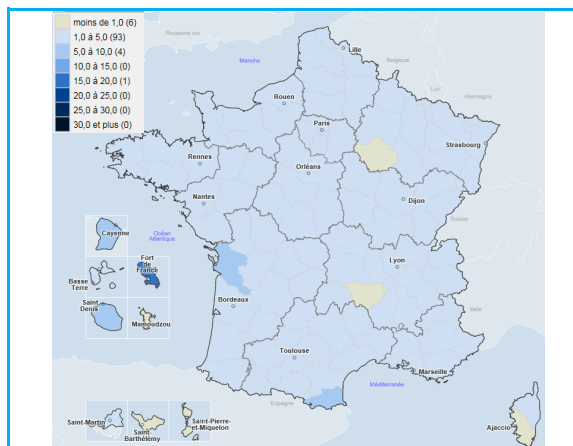 moins de 1,0 (6)
1,0 à 5,0 (93)
5,0 à 10,0 (4)
10,0 à 15,0 (0)
15,0 à 20,0 (1)
20,0 à 25,0 (0)
25,0 à 30,0 (0)
30,0 et plus (0)
Royaume uni
Manche
Lille
Belgique
Lux
Allemagne
Rouen
Paris
Strasbourg
Rennes
Orléans
Nantes
Dijon
Suisse
Océan
Atlantique
Cayenne
Fort
de
France
Basse
Terre
Lyon
Saint
Denis
Mamoudzou
Bordeaux
Italie
Toulouse
Marseille
Méditerranée
Espagne
Saint-Martin
Saint-
Barthélémy
Saint-Pierre
-et-Miquelon
Ajaccio